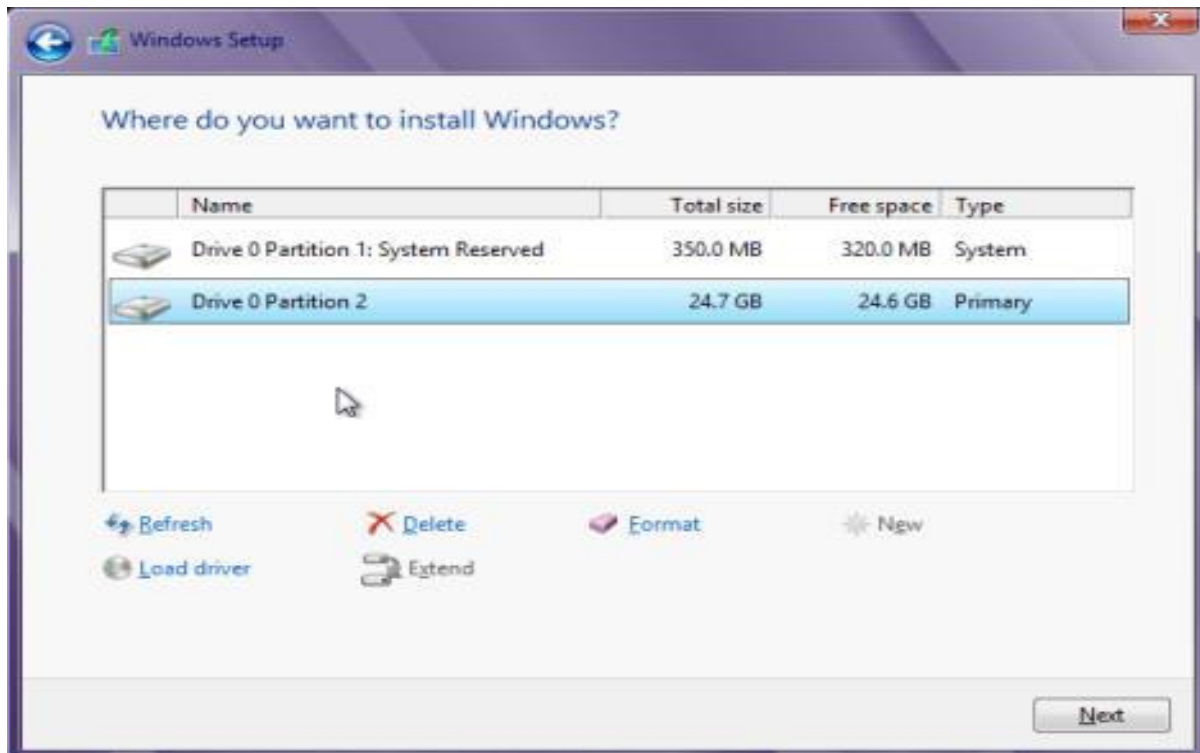 Windows Setup
Where do you want to install Windows?
Name Total size Free space Type
Drive 0 Partition 1: System Reserved 350.0 MB 320.0 MB System
Drive 0 Partition 2 24.7 GB 24.6 GB Primary
Refresh Delete Format New
Load driver Extend
Next